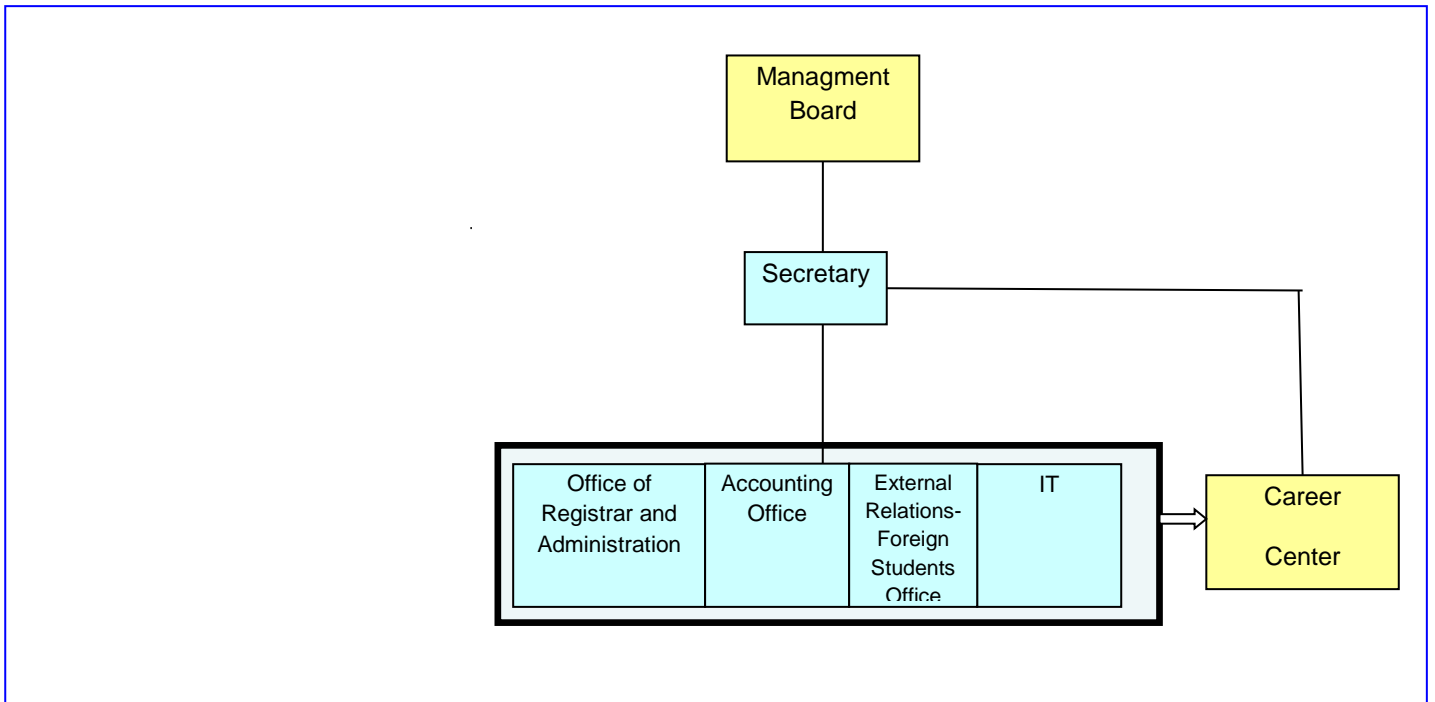 Managment
Board
Secretary
Office of
Registrar and
Administration
Accounting
Office
External
Relations-
Foreign
Students
Office
IT
Career
Center